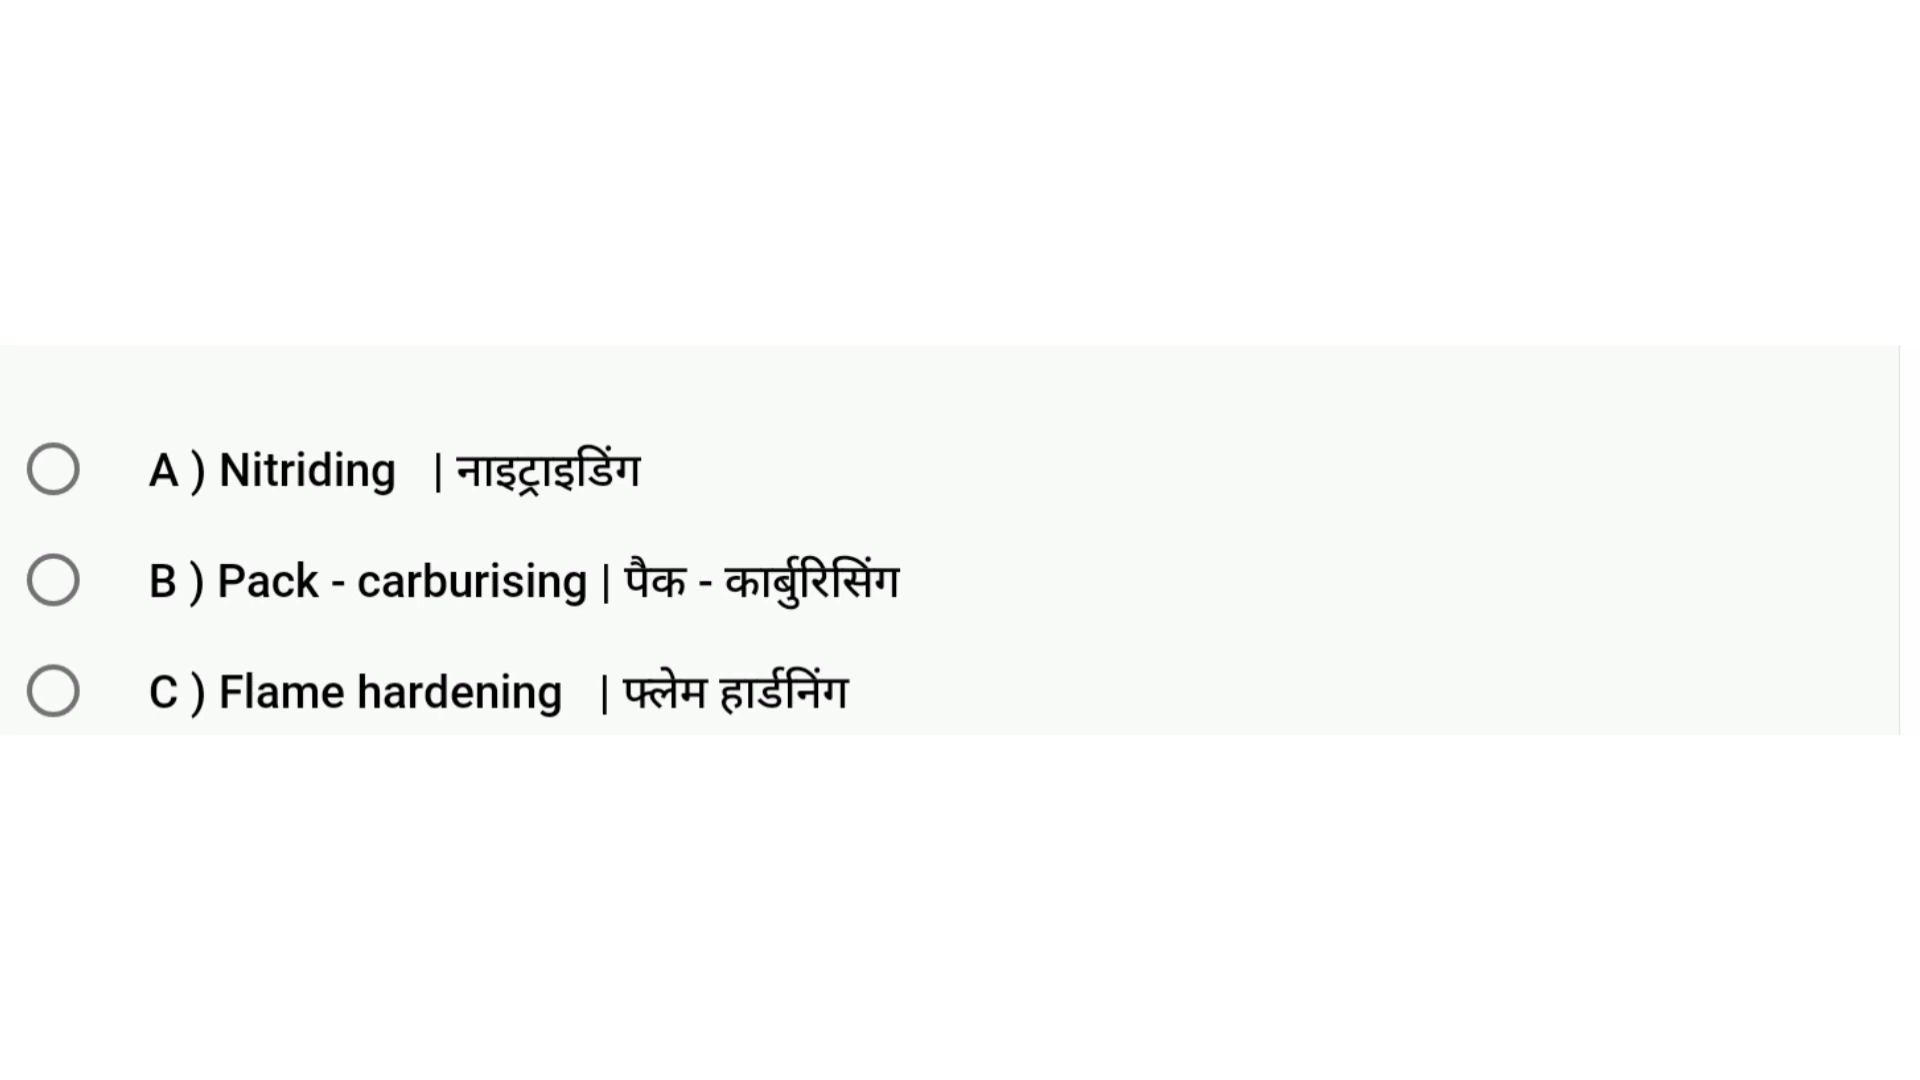 A ) Nitriding | नाइट्राइडिंग
B ) Pack - carburising | पैक - कार्बुरिसिंग
C ) Flame hardening | फ्लेम हार्डनिंग